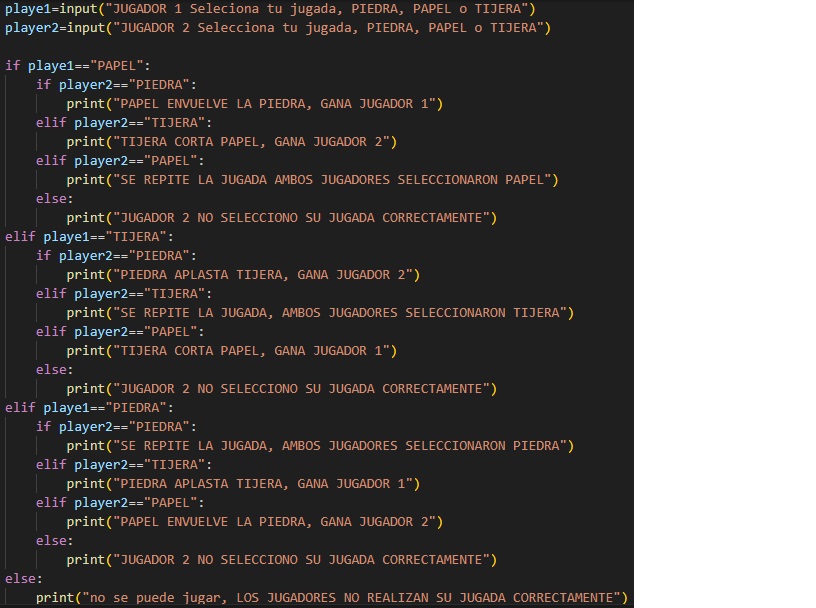 playe1=input("JUGADOR 1 Seleciona tu jugada, PIEDRA, PAPEL o TIJERA")
player2=input("JUGADOR 2 Selecciona tu jugada, PIEDRA, PAPEL o TIJERA")
if playe1=="PAPEL":
if player2=="PIEDRA":
print("PAPEL ENVUELVE LA PIEDRA, GANA JUGADOR 1")
elif player2=="TIJERA":
print("TIJERA CORTA PAPEL, GANA JUGADOR 2")
elif player2=="PAPEL":
print("SE REPITE LA JUGADA AMBOS JUGADORES SELECCIONARON PAPEL")
else:
print("JUGADOR 2 NO SELECCIONO SU JUGADA CORRECTAMENTE")
elif playe1=="TIJERA":
if player2=="PIEDRA":
print("PIEDRA APLASTA TIJERA, GANA JUGADOR 2")
elif player2=="TIJERA":
print("SE REPITE LA JUGADA, AMBOS JUGADORES SELECCIONARON TIJERA")
elif player2=="PAPEL":
print("TIJERA CORTA PAPEL, GANA JUGADOR 1")
else:
print("JUGADOR 2 NO SELECCIONO SU JUGADA CORRECTAMENTE")
elif playe1=="PIEDRA":
if player2=="PIEDRA":
print("SE REPITE LA JUGADA, AMBOS JUGADORES SELECCIONARON PIEDRA")
elif player2=="TIJERA":
print("PIEDRA APLASTA TIJERA, GANA JUGADOR 1")
elif player2=="PAPEL":
print("PAPEL ENVUELVE LA PIEDRA, GANA JUGADOR 2")
else:
print("JUGADOR 2 NO SELECCIONO SU JUGADA CORRECTAMENTE")
else:
print("no se puede jugar, LOS JUGADORES NO REALIZAN SU JUGADA CORRECTAMENTE")